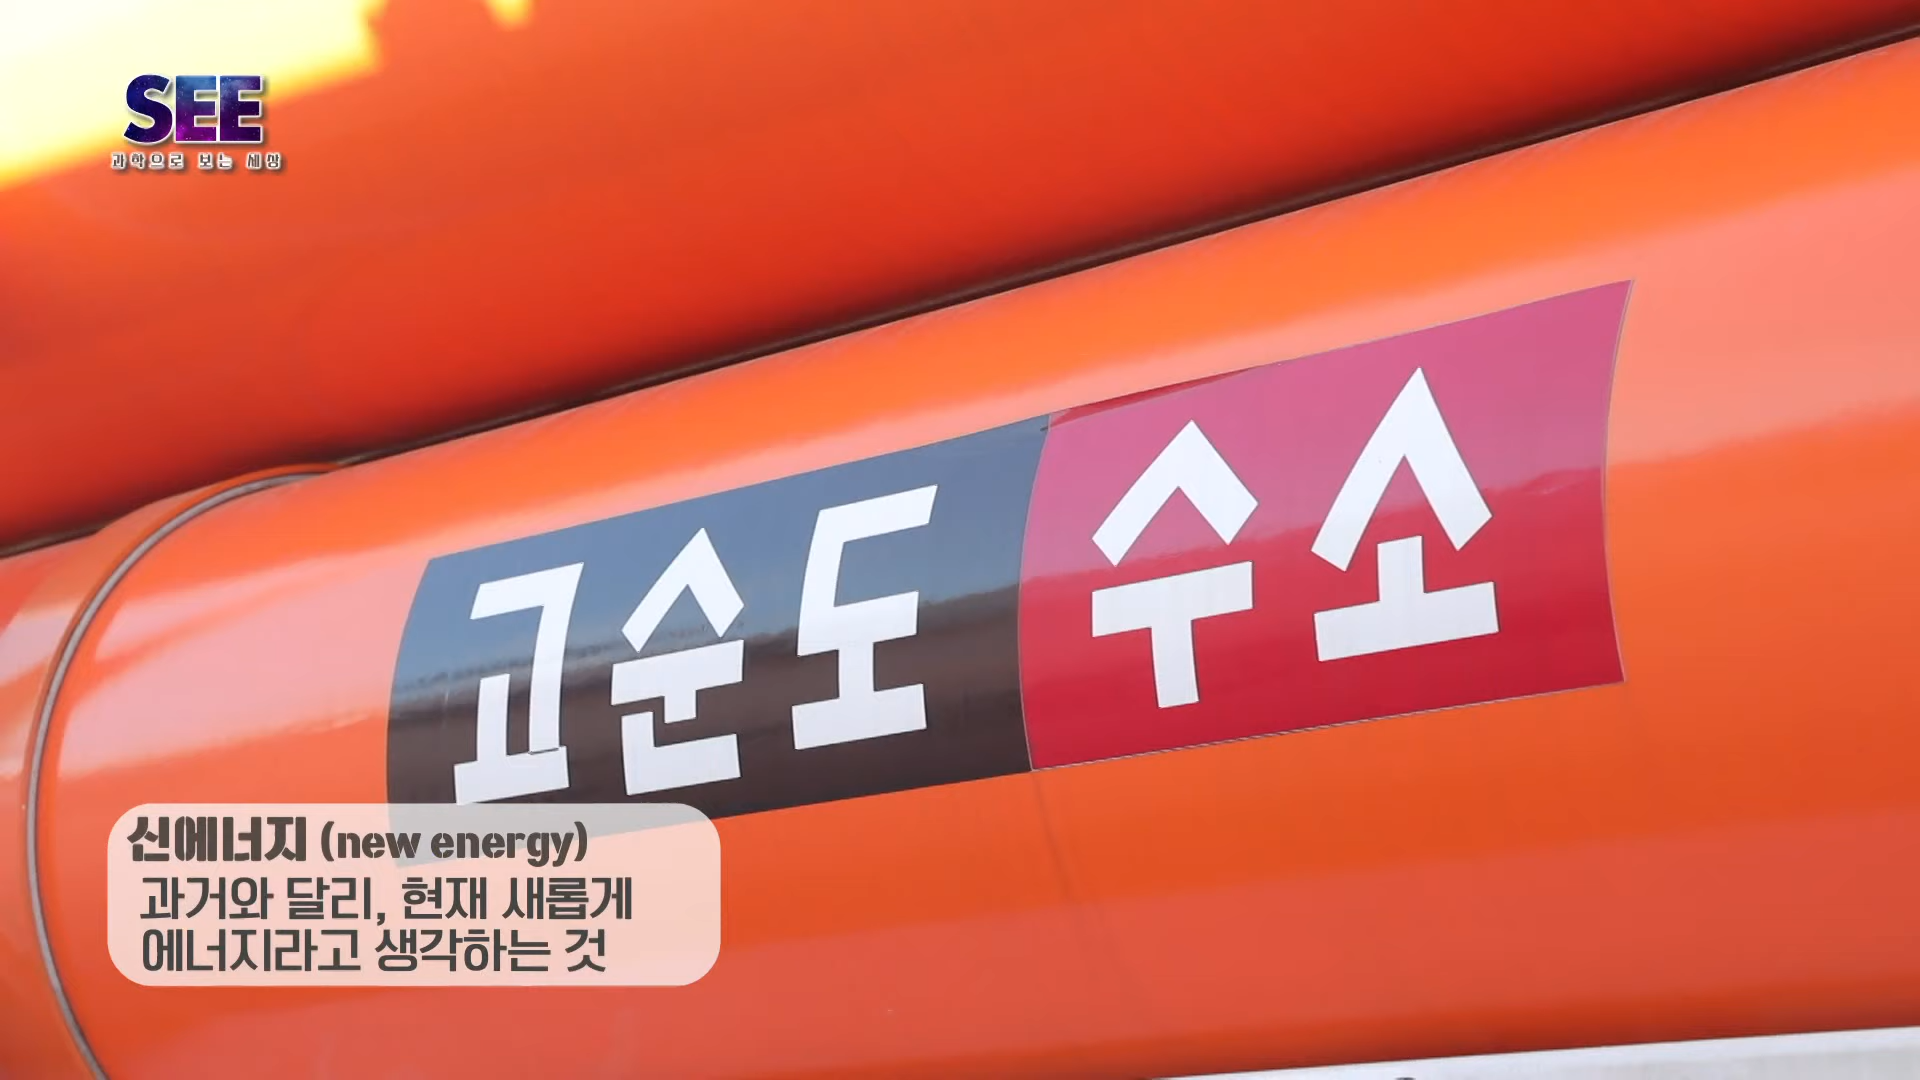 SEE
과학으로 보는 세상
고순도 수소
신에너지 (new energy)
과거와 달리, 현재 새롭게
에너지라고 생각하는 것